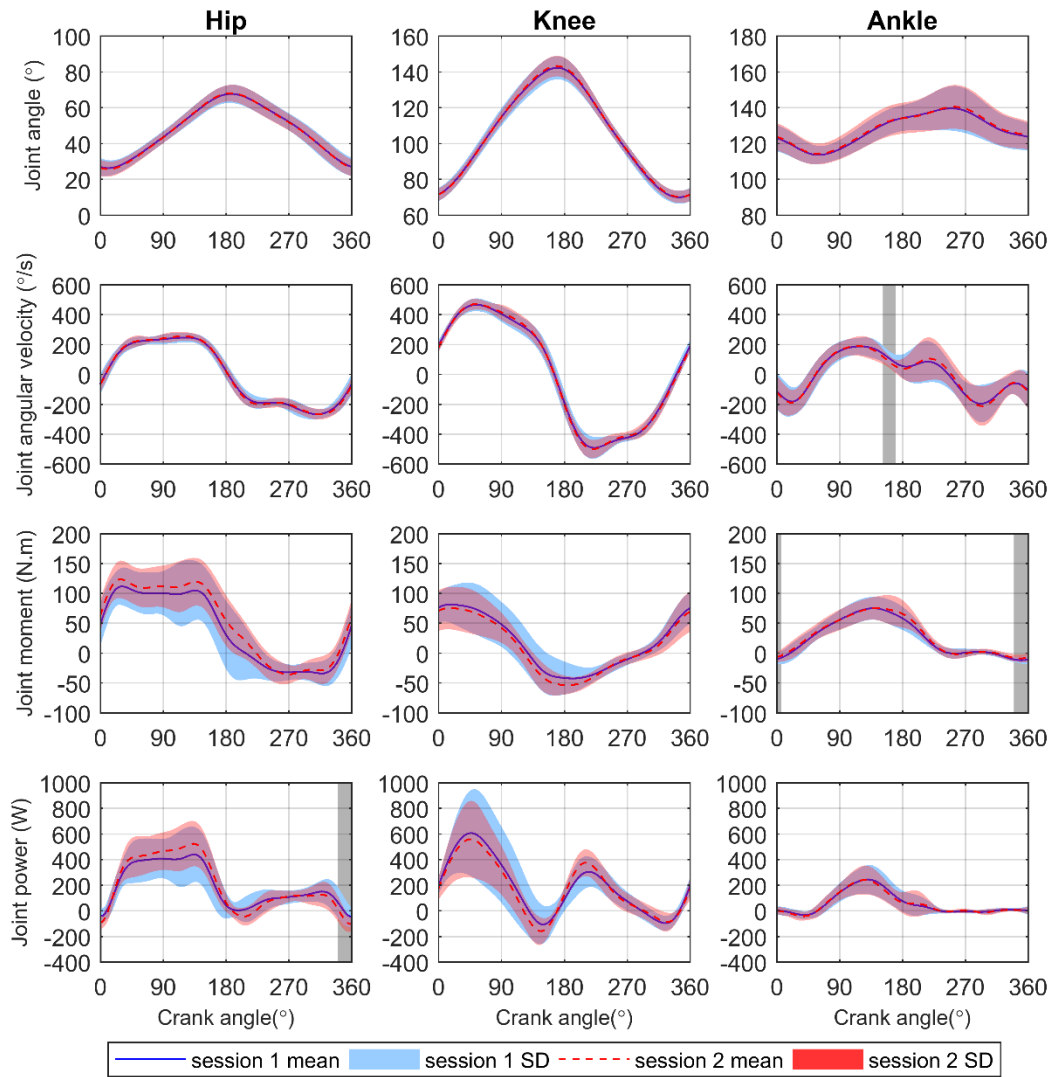 Hip Knee Ankle
Joint angle (°)
100 80 60 40 20 0
0 90 180 270 360
160 140 120 100 80 60
0 90 180 270 360
180 160 140 120 100 80
0 90 180 270 360
Joint angular velocity (°/s)
600 400 200 0 -200 -400 -600
0 90 180 270 360
600 400 200 0 -200 -400 -600
0 90 180 270 360
600 400 200 0 -200 -400 -600
0 90 180 270 360
Joint moment (N.m)
200 150 100 50 0 -50 -100
0 90 180 270 360
200 150 100 50 0 -50 -100
0 90 180 270 360
200 150 100 50 0 -50 -100
0 90 180 270 360
Joint power (W)
1000 800 600 400 200 0 -200 -400
0 90 180 270 360
1000 800 600 400 200 0 -200 -400
0 90 180 270 360
1000 800 600 400 200 0 -200 -400
0 90 180 270 360
Crank angle(°) Crank angle(°) Crank angle(°)
session 1 mean session 1 SD session 2 mean session 2 SD